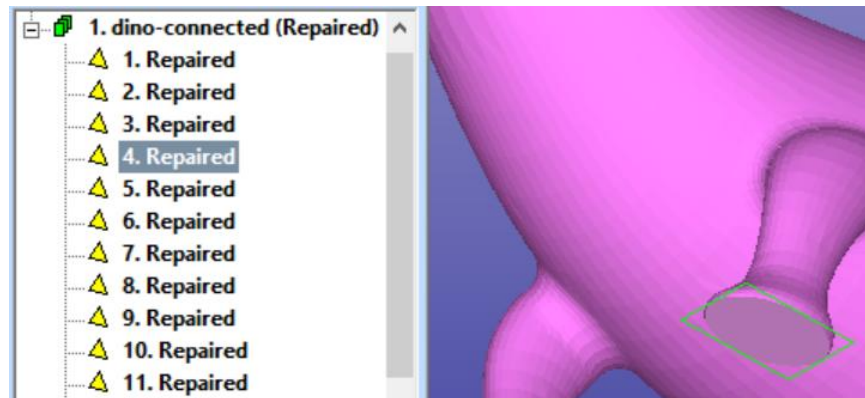 1. dino-connected (Repaired)
1. Repaired
2. Repaired
3. Repaired
4. Repaired
5. Repaired
6. Repaired
7. Repaired
8. Repaired
9. Repaired
10. Repaired
11. Repaired